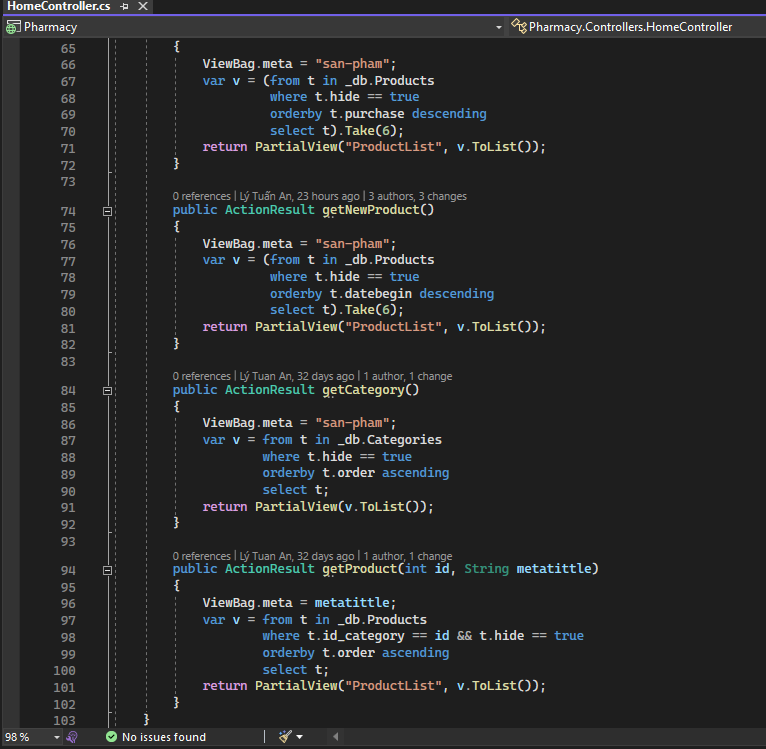 HomeController.cs
Pharmacy Pharmacy.Controllers.HomeController
65 {
66 ViewBag.meta = "san-pham";
67 var v = (from t in _db.Products
68 where t.hide == true
69 orderby t.purchase descending
70 select t).Take(6);
71 return PartialView("ProductList", v.ToList());
72 }
73
0 references | Lý Tuấn An, 23 hours ago | 3 authors, 3 changes
74 public ActionResult getNewProduct()
75 {
76 ViewBag.meta = "san-pham";
77 var v = (from t in _db.Products
78 where t.hide == true
79 orderby t.datebegin descending
80 select t).Take(6);
81 return PartialView("ProductList", v.ToList());
82 }
83
0 references | Lý Tuan An, 32 days ago | 1 author, 1 change
84 public ActionResult getCategory()
85 {
86 ViewBag.meta = "san-pham";
87 var v = from t in _db.Categories
88 where t.hide == true
89 orderby t.order ascending
90 select t;
91 return PartialView(v.ToList());
92 }
93
0 references | Lý Tuan An, 32 days ago | 1 author, 1 change
94 public ActionResult getProduct(int id, String metatittle)
95 {
96 ViewBag.meta = metatittle;
97 var v = from t in _db.Products
98 where t.id_category == id && t.hide == true
99 orderby t.order ascending
100 select t;
101 return PartialView("ProductList", v.ToList());
102 }
103 }
98 % No issues found